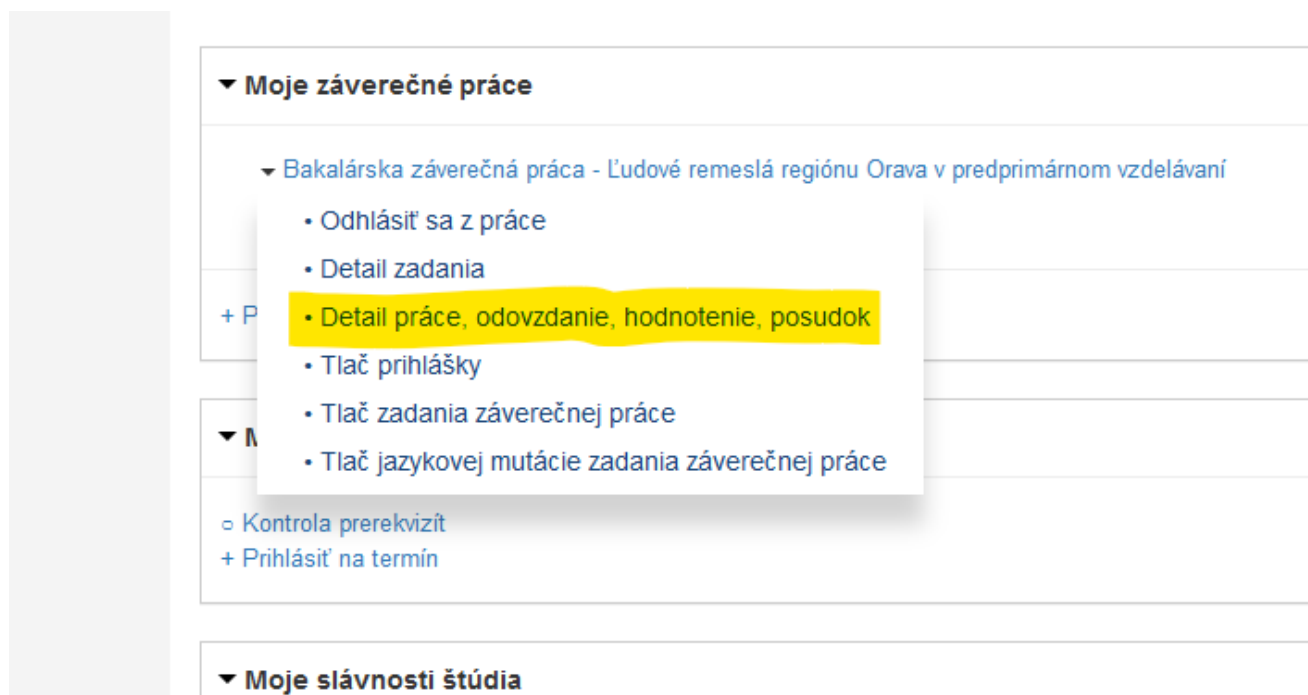 Moje záverečné práce
Bakalárska záverečná práca - Ľudové remeslá regiónu Orava v predprimárnom vzdelávaní
• Odhlásiť sa z práce
• Detail zadania
+ P
• Detail práce, odovzdanie, hodnotenie, posudok
• Tlač prihlášky
• Tlač zadania záverečnej práce
• Tlač jazykovej mutácie zadania záverečnej práce
Kontrola prerekvizít
+ Prihlásiť na termín
Moje slávnosti štúdia